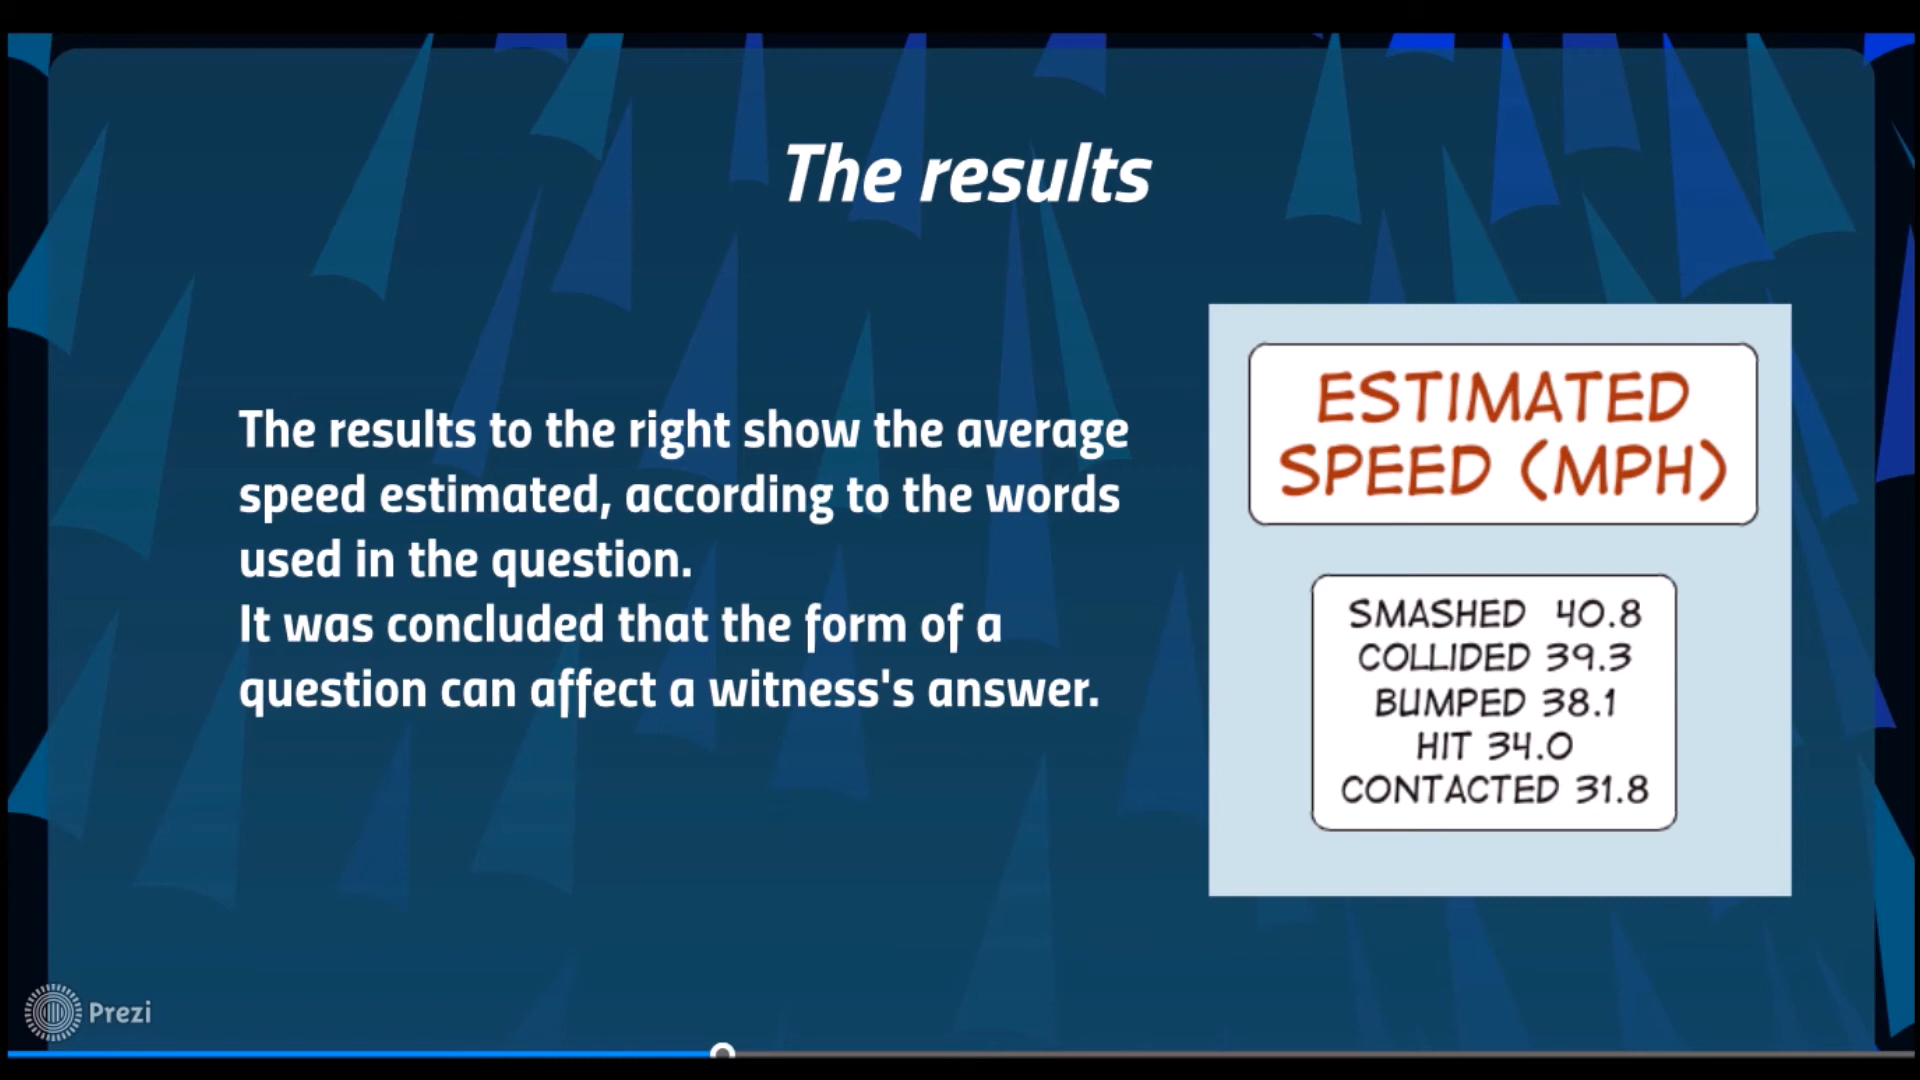 The results
The results to the right show the average
speed estimated, according to the words
used in the question.
It was concluded that the form of a
question can affect a witness's answer.
ESTIMATED
SPEED (MPH)
SMASHED 40.8
COLLIDED 39.3
BUMPED 38.1
HIT 34.0
CONTACTED 31.8
Prezi